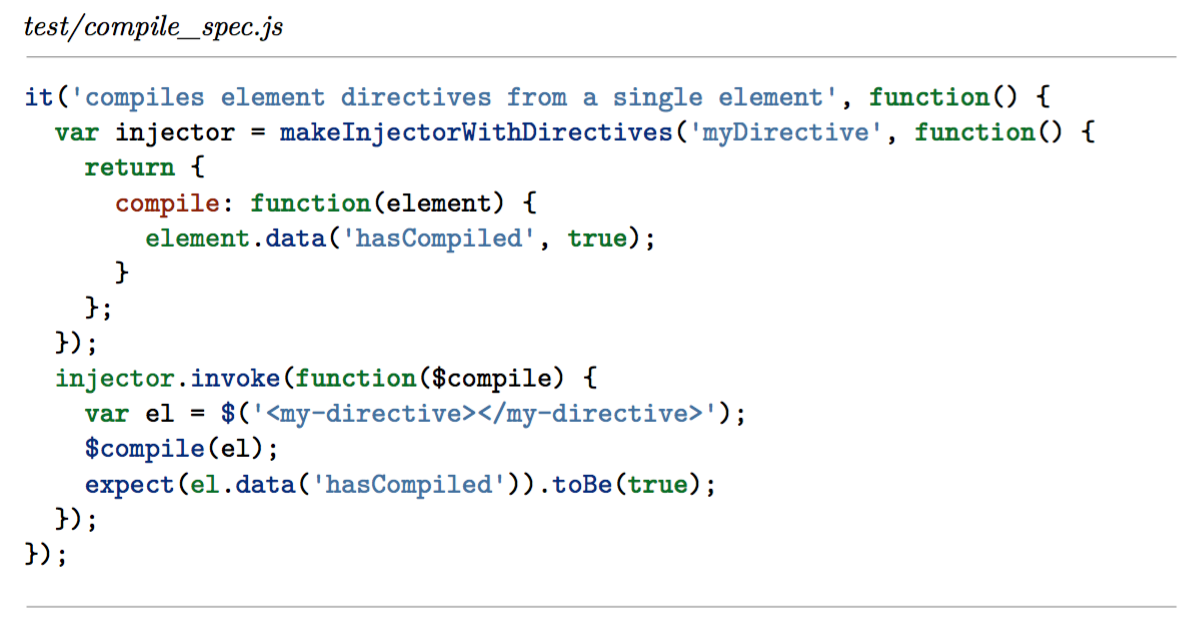 test/compile_spec.js
it('compiles element directives from a single element', function() {
  var injector = makeInjectorWithDirectives('myDirective', function() {
    return {
      compile: function(element) {
        element.data('hasCompiled', true);
      }
    };
  });
  injector.invoke(function($compile) {
    var el = $('<my-directive></my-directive>');
    $compile(el);
    expect(el.data('hasCompiled')).toBe(true);
  });
});